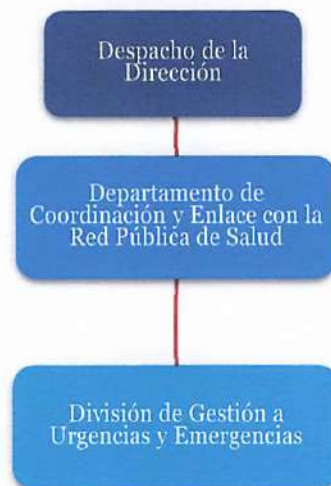 Despacho de la
Dirección
Departamento de
Coordinación y Enlace con la
Red Pública de Salud
División de Gestión a
Urgencias y Emergencias